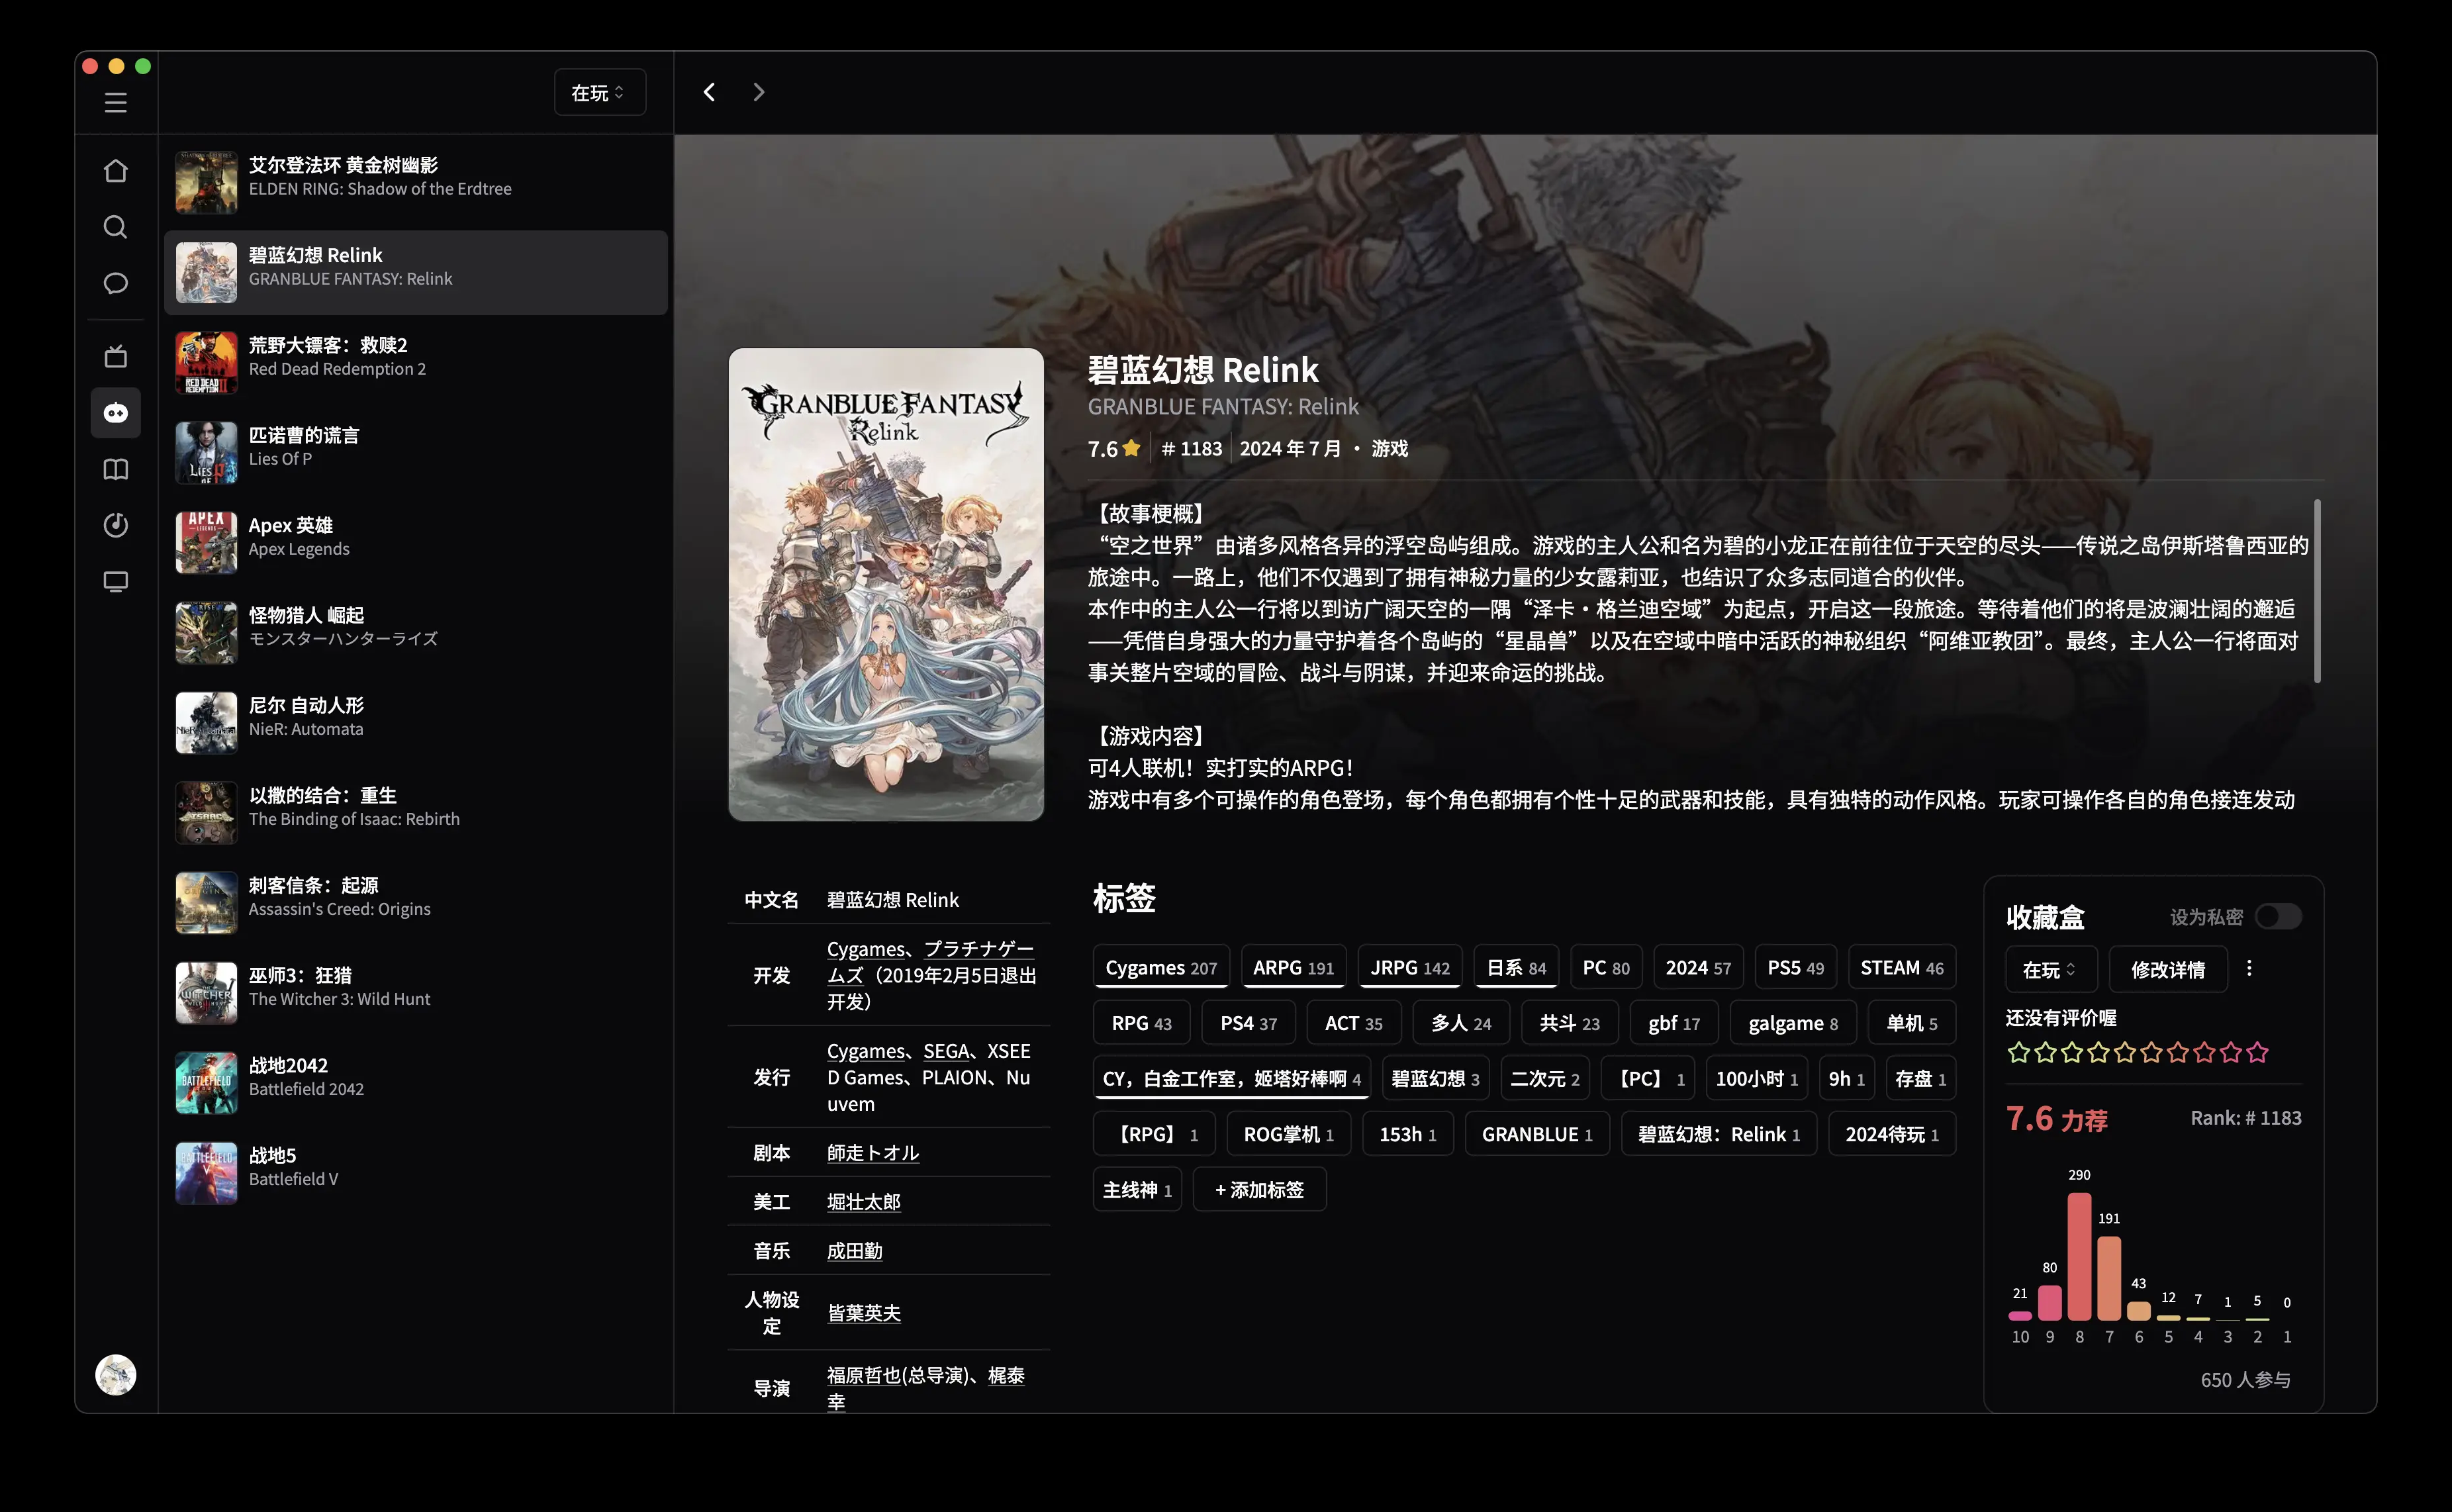 在玩
艾尔登法环 黄金树幽影
ELDEN RING: Shadow of the Erdtree
碧蓝幻想 Relink
GRANBLUE FANTASY: Relink
荒野大镖客：救赎2
Red Dead Redemption 2
匹诺曹的谎言
Lies Of P
Apex 英雄
Apex Legends
怪物猎人 崛起
モンスターハンターライズ
尼尔 自动人形
NieR: Automata
以撒的结合：重生
The Binding of Isaac: Rebirth
刺客信条：起源
Assassin's Creed: Origins
巫师3：狂猎
The Witcher 3: Wild Hunt
战地2042
Battlefield 2042
战地5
Battlefield V
GRANBLUE FANTASY
Relink
碧蓝幻想 Relink
GRANBLUE FANTASY: Relink
7.6 # 1183 2024 年 7 月 · 游戏
【故事梗概】
“空之世界”由诸多风格各异的浮空岛屿组成。游戏的主人公和名为碧的小龙正在前往位于天空的尽头——传说之岛伊斯塔鲁西亚的
旅途中。一路上，他们不仅遇到了拥有神秘力量的少女露莉亚，也结识了众多志同道合的伙伴。
本作中的主人公一行将以到访广阔天空的一隅“泽卡·格兰迪空域”为起点，开启这一段旅途。等待着他们的将是波澜壮阔的邂逅
——凭借自身强大的力量守护着各个岛屿的“星晶兽”以及在空域中暗中活跃的神秘组织“阿维亚教团”。最终，主人公一行将面对
事关整片空域的冒险、战斗与阴谋，并迎来命运的挑战。
【游戏内容】
可4人联机！实打实的ARPG！
游戏中有多个可操作的角色登场，每个角色都拥有个性十足的武器和技能，具有独特的动作风格。玩家可操作各自的角色接连发动
中文名 碧蓝幻想 Relink
开发 Cygames、プラチナゲー
ムズ（2019年2月5日退出
开发）
发行 Cygames、SEGA、XSEE
D Games、PLAION、Nu
uvem
剧本 師走トオル
美工 堀壮太郎
音乐 成田勤
人物设
定 皆葉英夫
导演 福原哲也(总导演)、梶泰
幸
标签
Cygames 207 ARPG 191 JRPG 142 日系 84 PC 80 2024 57 PS5 49 STEAM 46
RPG 43 PS4 37 ACT 35 多人 24 共斗 23 gbf 17 galgame 8 单机 5
CY，白金工作室，姬塔好棒啊 4 碧蓝幻想 3 二次元 2 【PC】 1 100小时 1 9h 1 存盘 1
【RPG】 1 ROG掌机 1 153h 1 GRANBLUE 1 碧蓝幻想：Relink 1 2024待玩 1
主线神 1 + 添加标签
收藏盒 设为私密
在玩 修改详情
还没有评价喔
7.6 力荐 Rank: # 1183
290
191
80
43
21 12 7 1 5 0
10 9 8 7 6 5 4 3 2 1
650 人参与